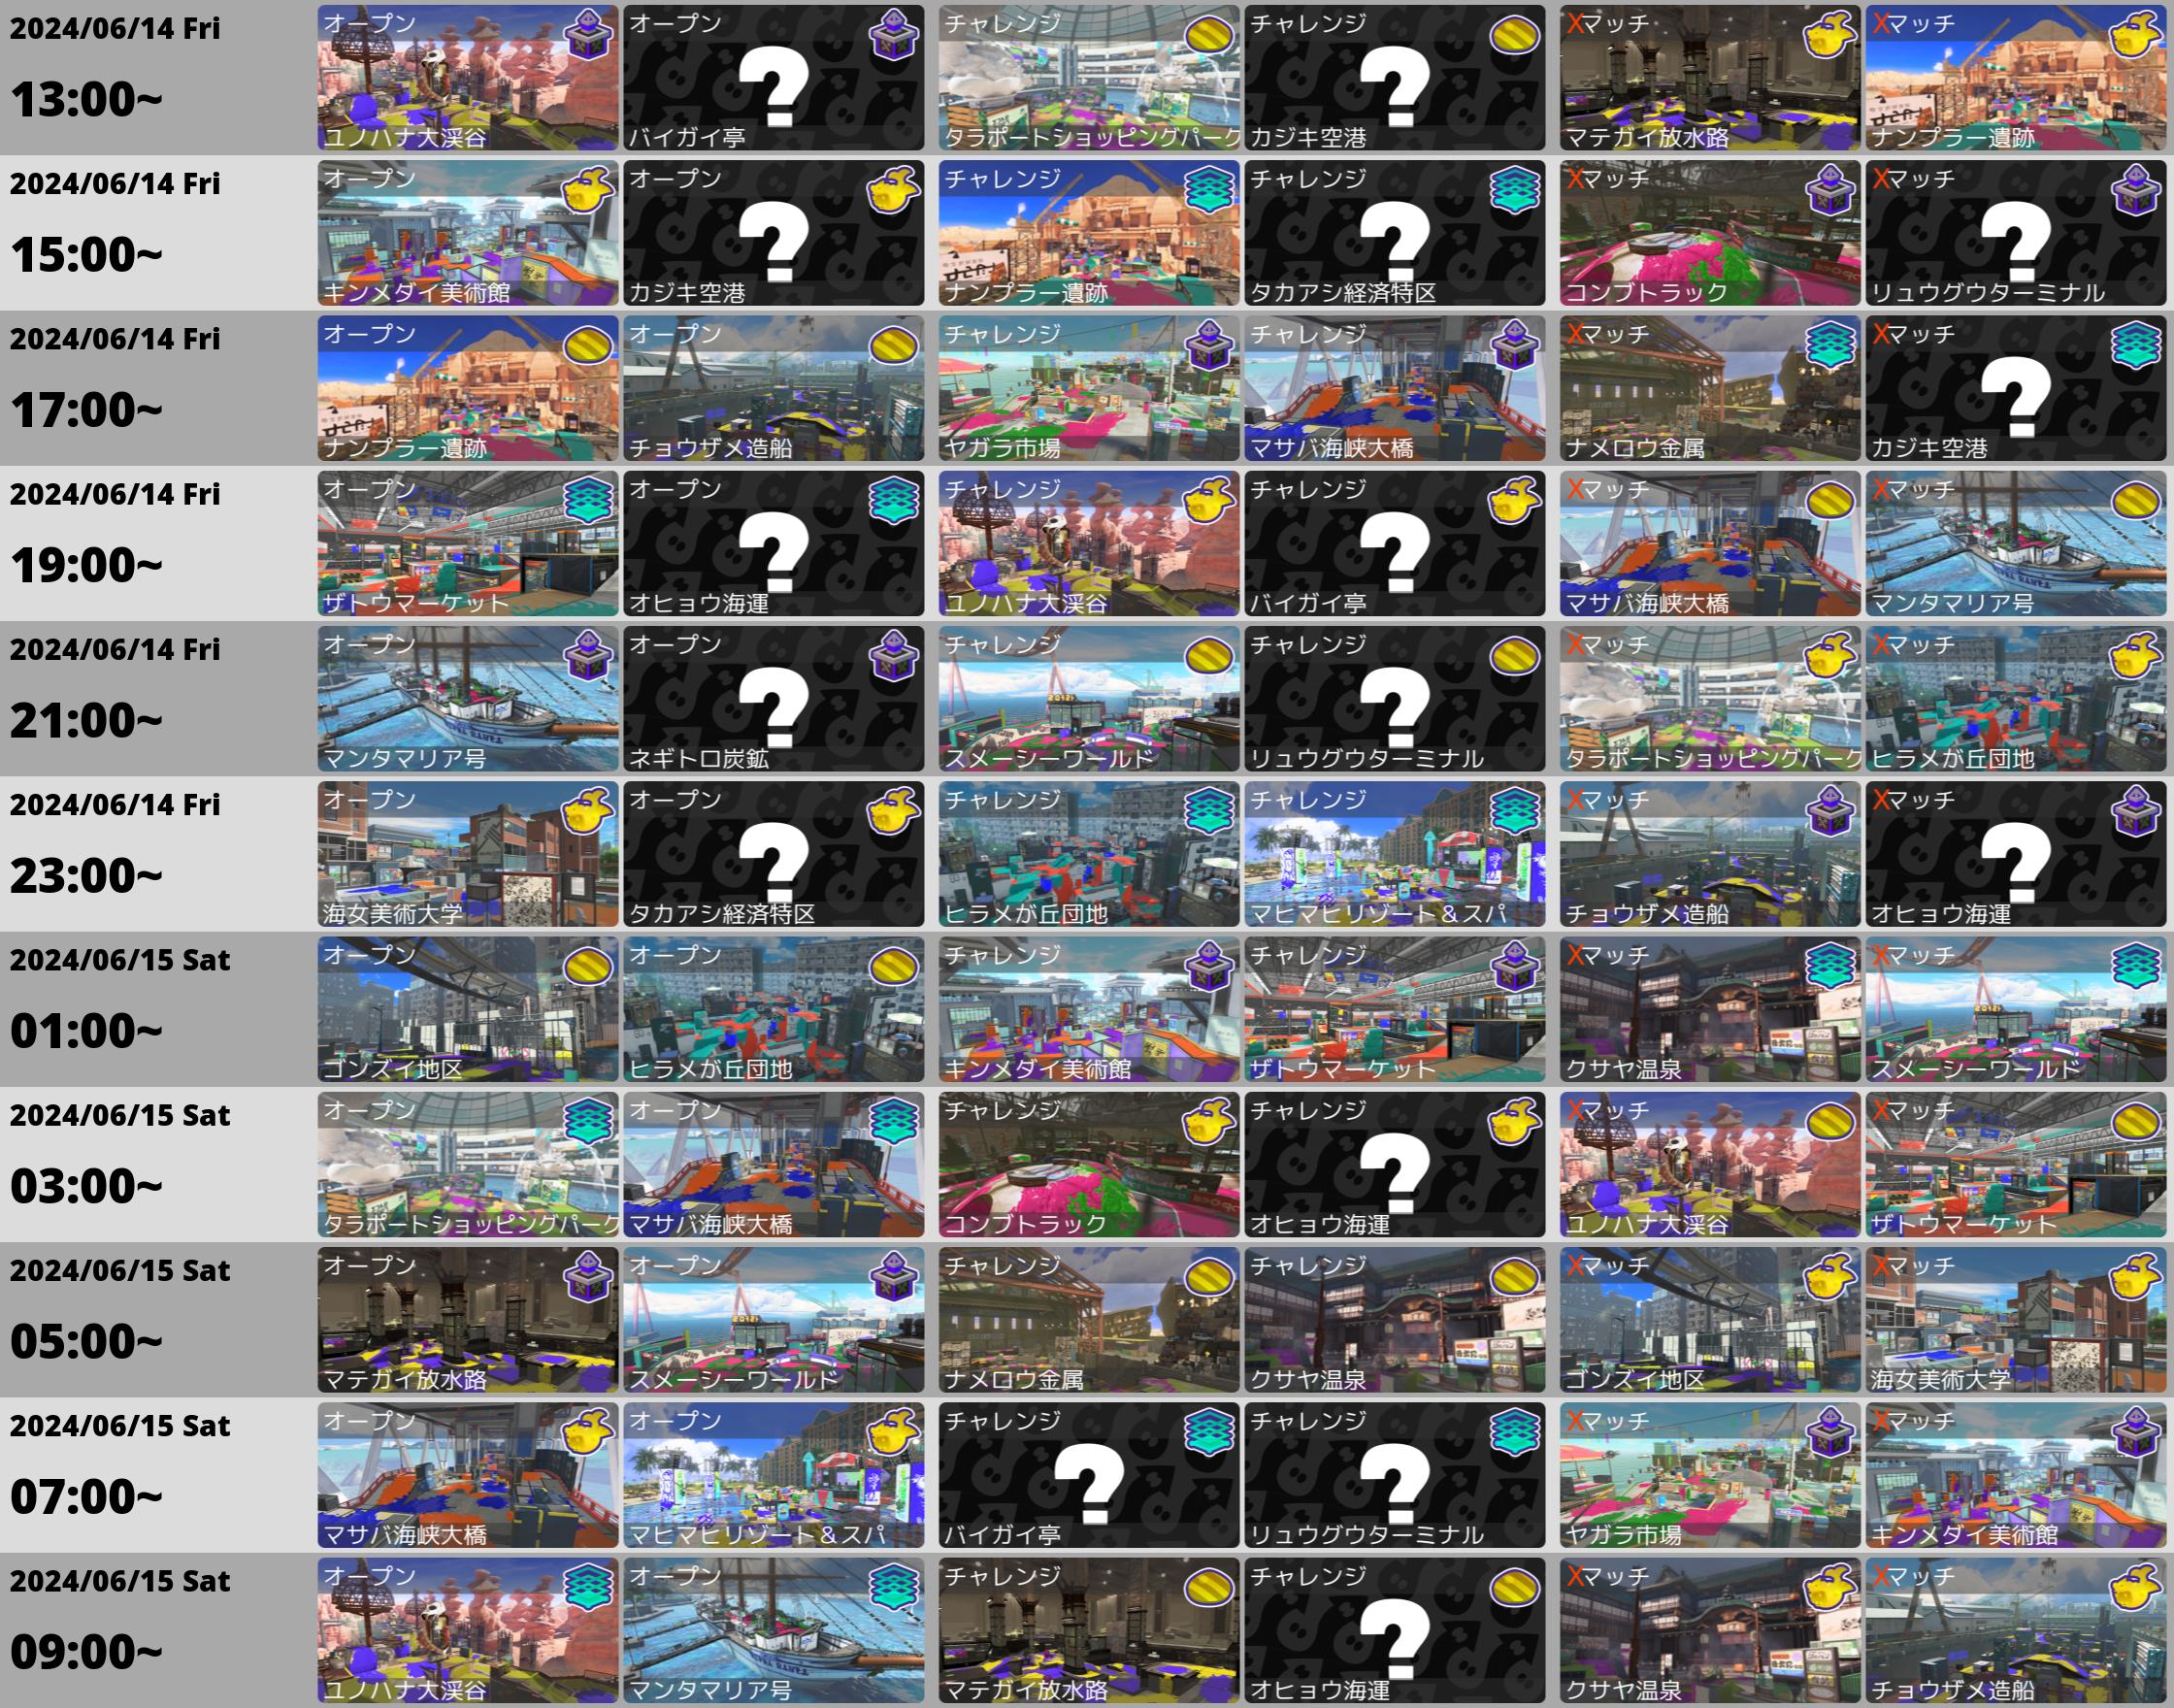 2024/06/14 Fri
13:00~
オープン
ユノハナ大渓谷
オープン
バイガイ亭
チャレンジ
タラポートショッピングパーク
チャレンジ
カジキ空港
Xマッチ
マテガイ放水路
Xマッチ
ナンプラー遺跡
2024/06/14 Fri
15:00~
オープン
キンメダイ美術館
オープン
カジキ空港
チャレンジ
ナンプラー遺跡
チャレンジ
タカアシ経済特区
Xマッチ
コンブトラック
Xマッチ
リュウグウターミナル
2024/06/14 Fri
17:00~
オープン
ナンプラー遺跡
オープン
チョウザメ造船
チャレンジ
ヤガラ市場
チャレンジ
マサバ海峡大橋
Xマッチ
ナメロウ金属
Xマッチ
カジキ空港
2024/06/14 Fri
19:00~
オープン
ザトウマーケット
オープン
オヒョウ海運
チャレンジ
ユノハナ大渓谷
チャレンジ
バイガイ亭
Xマッチ
マサバ海峡大橋
Xマッチ
マンタマリア号
2024/06/14 Fri
21:00~
オープン
マンタマリア号
オープン
ネギトロ炭鉱
チャレンジ
スメーシーワールド
チャレンジ
リュウグウターミナル
Xマッチ
タラポートショッピングパーク
Xマッチ
ヒラメが丘団地
2024/06/14 Fri
23:00~
オープン
海女美術大学
オープン
タカアシ経済特区
チャレンジ
ヒラメが丘団地
チャレンジ
マヒマヒリゾート＆スパ
Xマッチ
チョウザメ造船
Xマッチ
オヒョウ海運
2024/06/15 Sat
01:00~
オープン
ゴンズイ地区
オープン
ヒラメが丘団地
チャレンジ
キンメダイ美術館
チャレンジ
ザトウマーケット
Xマッチ
クサヤ温泉
Xマッチ
スメーシーワールド
2024/06/15 Sat
03:00~
オープン
タラポートショッピングパーク
オープン
マサバ海峡大橋
チャレンジ
コンブトラック
チャレンジ
オヒョウ海運
Xマッチ
ユノハナ大渓谷
Xマッチ
ザトウマーケット
2024/06/15 Sat
05:00~
オープン
マテガイ放水路
オープン
スメーシーワールド
チャレンジ
ナメロウ金属
チャレンジ
クサヤ温泉
Xマッチ
ゴンズイ地区
Xマッチ
海女美術大学
2024/06/15 Sat
07:00~
オープン
マサバ海峡大橋
オープン
マヒマヒリゾート＆スパ
チャレンジ
バイガイ亭
チャレンジ
リュウグウターミナル
Xマッチ
ヤガラ市場
Xマッチ
キンメダイ美術館
2024/06/15 Sat
09:00~
オープン
ユノハナ大渓谷
オープン
マンタマリア号
チャレンジ
マテガイ放水路
チャレンジ
オヒョウ海運
Xマッチ
クサヤ温泉
Xマッチ
チョウザメ造船